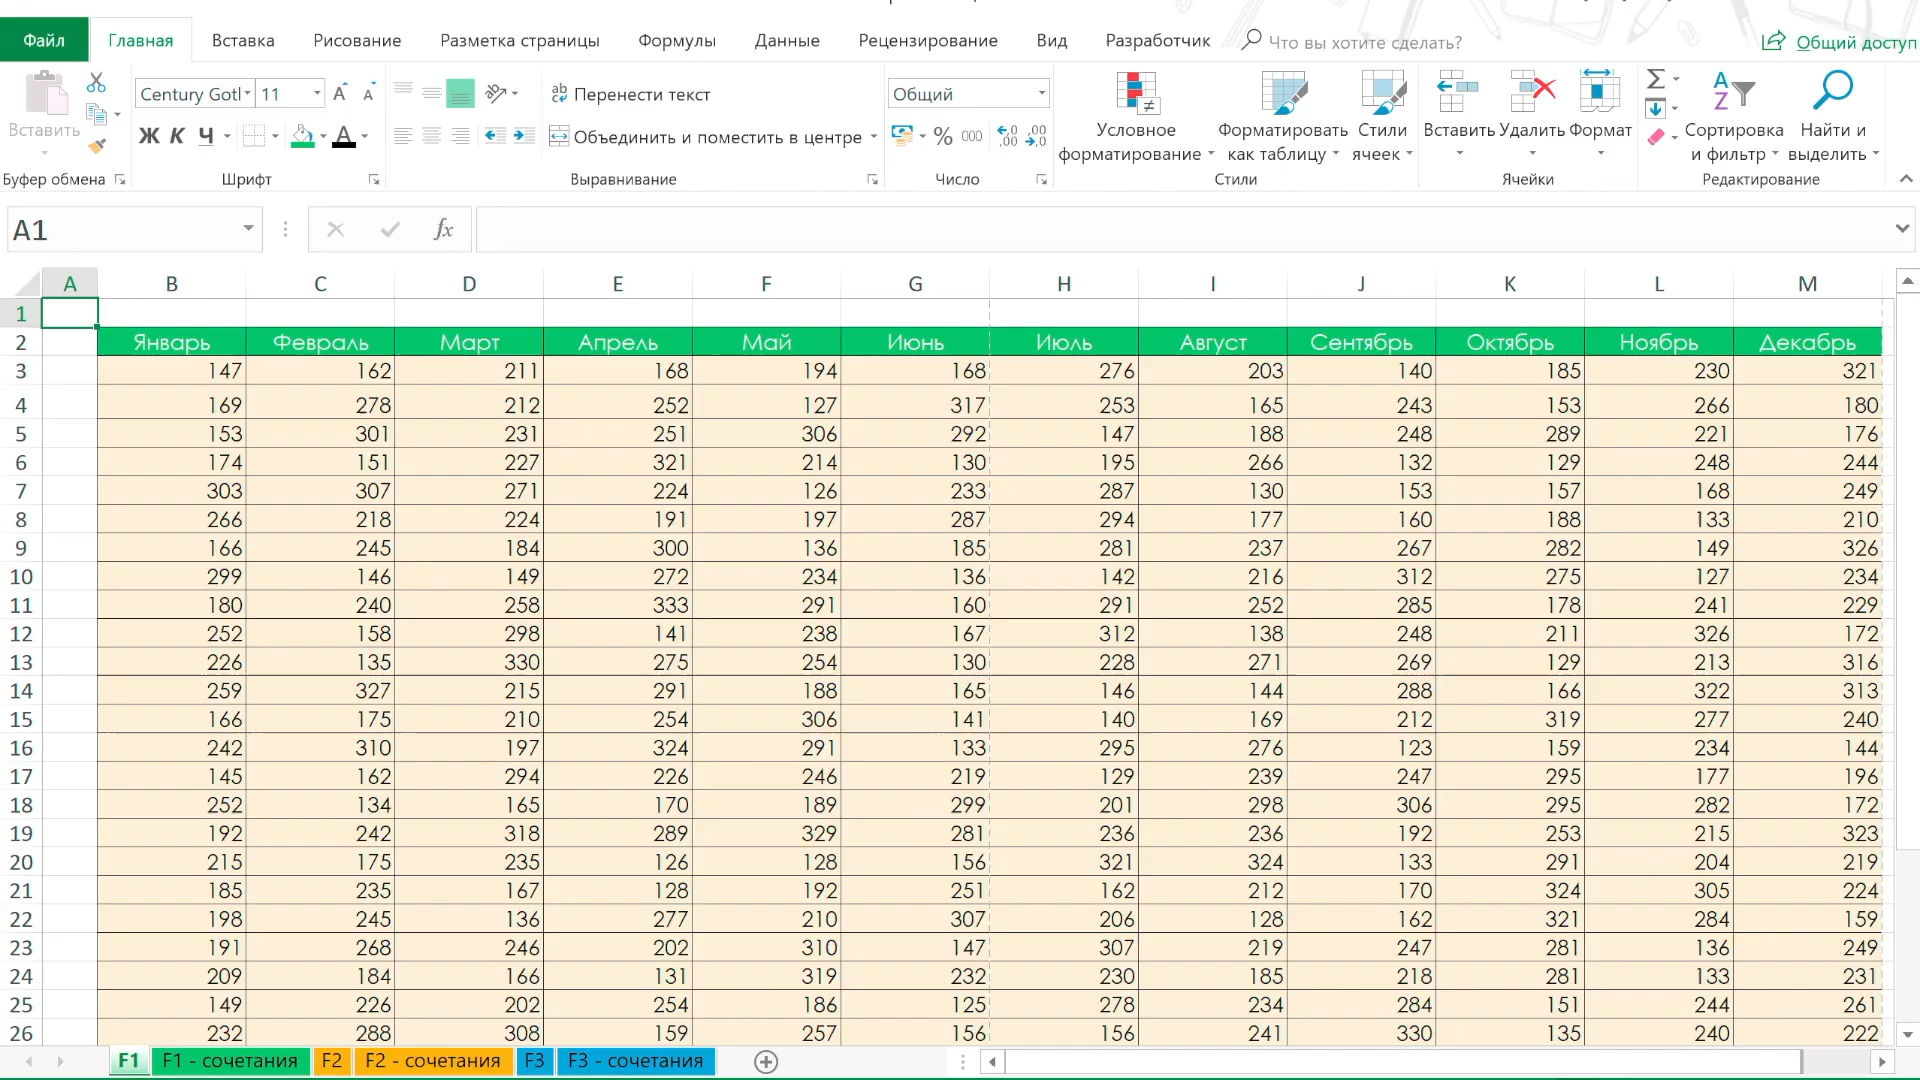 Файл Главная Вставка Рисование Разметка страницы Формулы Данные Рецензирование Вид Разработчик Что вы хотите сделать? Общий доступ
Вставить
Буфер обмена
Century Gotl 11
Ж К Ч
Шрифт
Перенести текст
Объединить и поместить в центре
Выравнивание
Общий
% 000
Число
Условное форматирование
Форматировать как таблицу
Стили ячеек
Стили
Вставить Удалить Формат
Ячейки
Сортировка и фильтр
Найти и выделить
Редактирование
A1 fx
A B C D E F G H I J K L M
1
2 Январь Февраль Март Апрель Май Июнь Июль Август Сентябрь Октябрь Ноябрь Декабрь
3 147 162 211 168 194 168 276 203 140 185 230 321
4 169 278 212 252 127 317 253 165 243 153 266 180
5 153 301 231 251 306 292 147 188 248 289 221 176
6 174 151 227 321 214 130 195 266 132 129 248 244
7 303 307 271 224 126 233 287 130 153 157 168 249
8 266 218 224 191 197 287 294 177 160 188 133 210
9 166 245 184 300 136 185 281 237 267 282 149 326
10 299 146 149 272 234 136 142 216 312 275 127 234
11 180 240 258 333 291 160 291 252 285 178 241 229
12 252 158 298 141 238 167 312 138 248 211 326 172
13 226 135 330 275 254 130 228 271 269 129 213 316
14 259 327 215 291 188 165 146 144 288 166 322 313
15 166 175 210 254 306 141 140 169 212 319 277 240
16 242 310 197 324 291 133 295 276 123 159 234 144
17 145 162 294 226 246 219 129 239 247 295 177 196
18 252 134 165 170 189 299 201 298 306 295 282 172
19 192 242 318 289 329 281 236 236 192 253 215 323
20 215 175 235 126 128 156 321 324 133 291 204 219
21 185 235 167 128 192 251 162 212 170 324 305 224
22 198 245 136 277 210 307 206 128 162 321 284 159
23 191 268 246 202 310 147 307 219 247 281 136 249
24 209 184 166 131 319 232 230 185 218 281 133 231
25 149 226 202 254 186 125 278 234 284 151 244 261
26 232 288 308 159 257 156 156 241 330 135 240 222
F1 F1 - сочетания F2 F2 - сочетания F3 F3 - сочетания